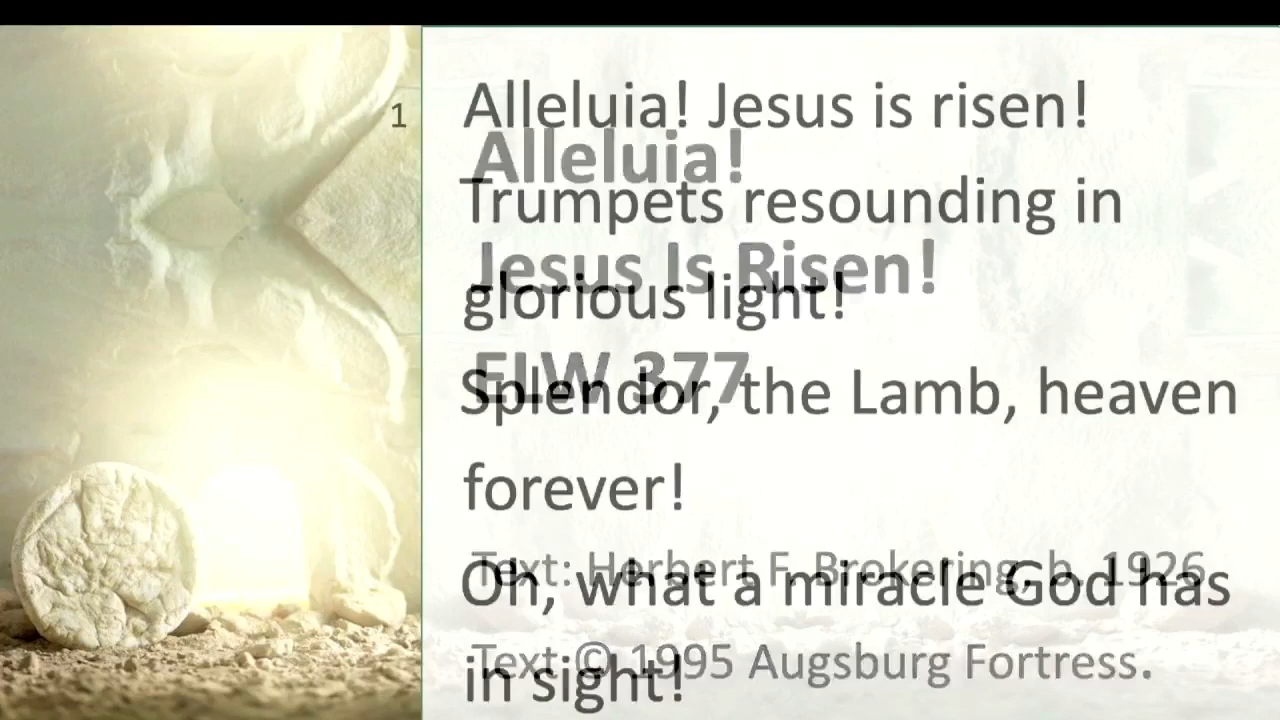 1
Alleluia! Jesus is risen!
Alleluia!
Trumpets resounding in
Jesus Is Risen!
glorious light!
ELW 377
Splendor, the Lamb, heaven
forever!
Text: Herbert F. Brokering, b. 1926
Oh, what a miracle God has
Text © 1995 Augsburg Fortress.
in sight!